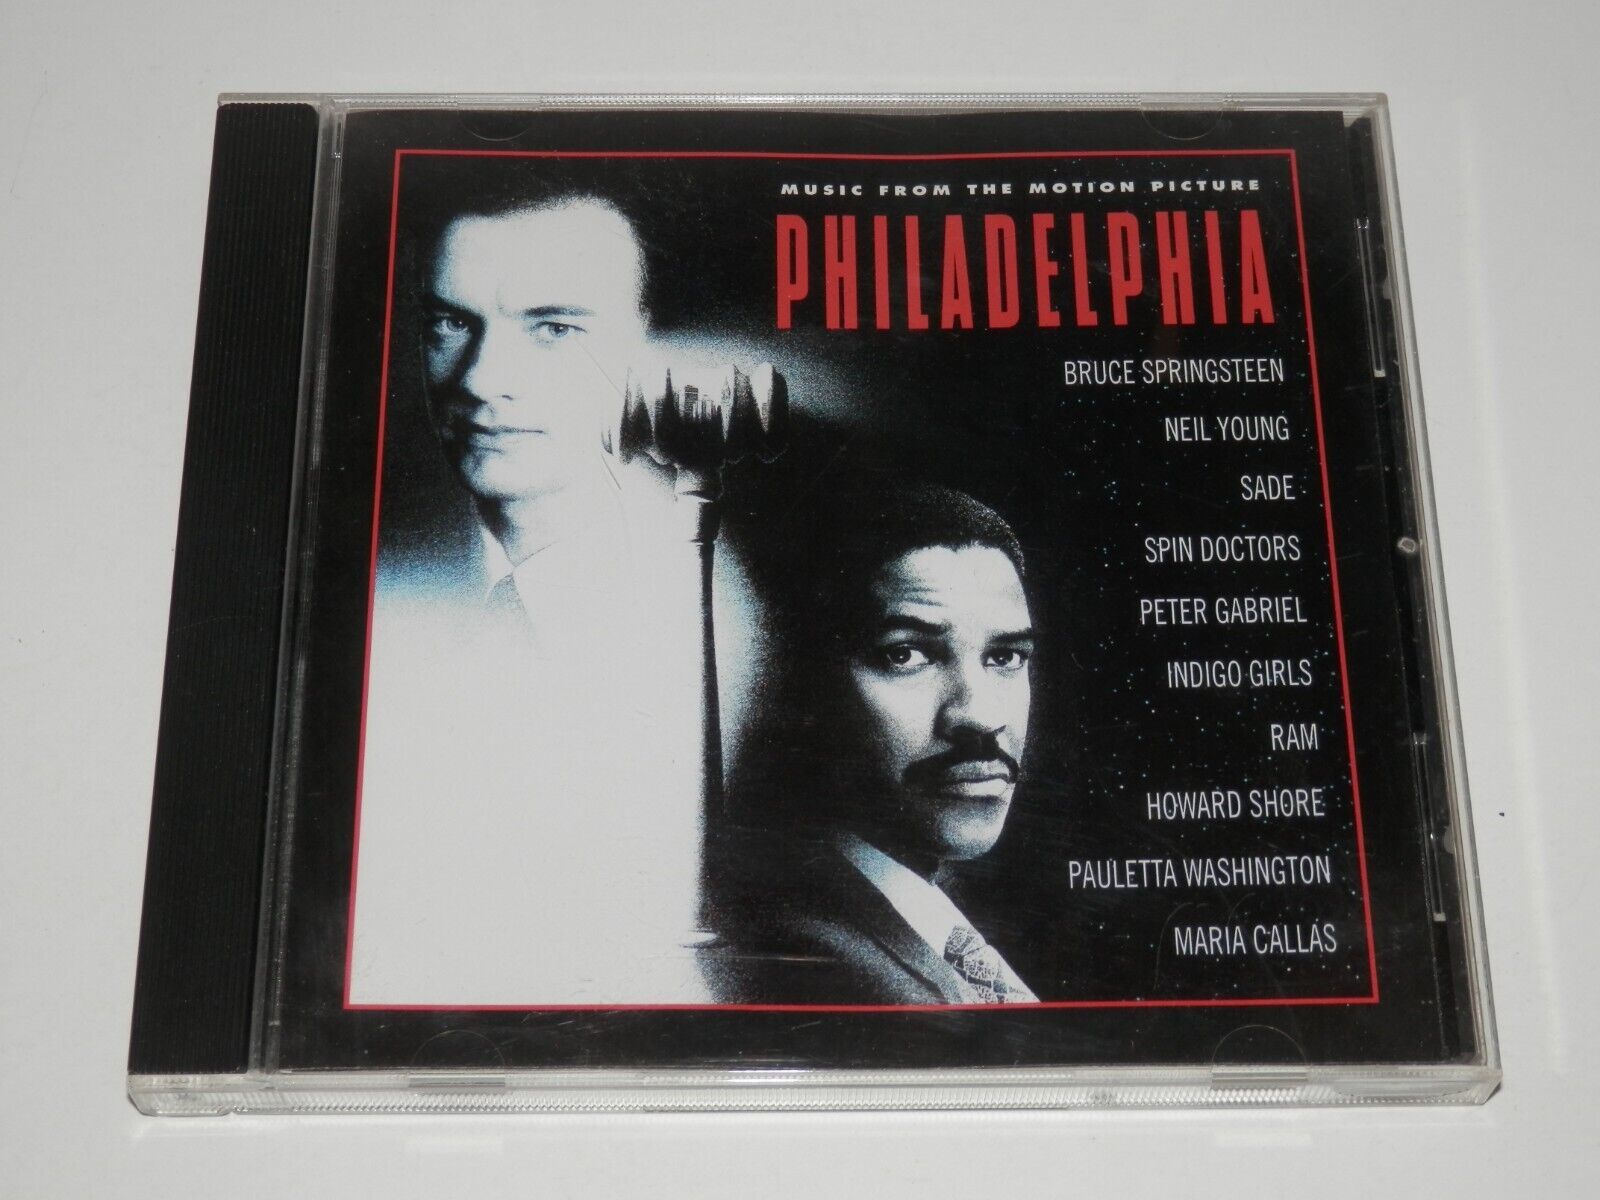 MUSIC FROM THE MOTION PICTURE
PHILADELPHIA
BRUCE SPRINGSTEEN
NEIL YOUNG
SADE
SPIN DOCTORS
PETER GABRIEL
INDIGO GIRLS
RAM
HOWARD SHORE
PAULETTA WASHINGTON
MARIA CALLAS